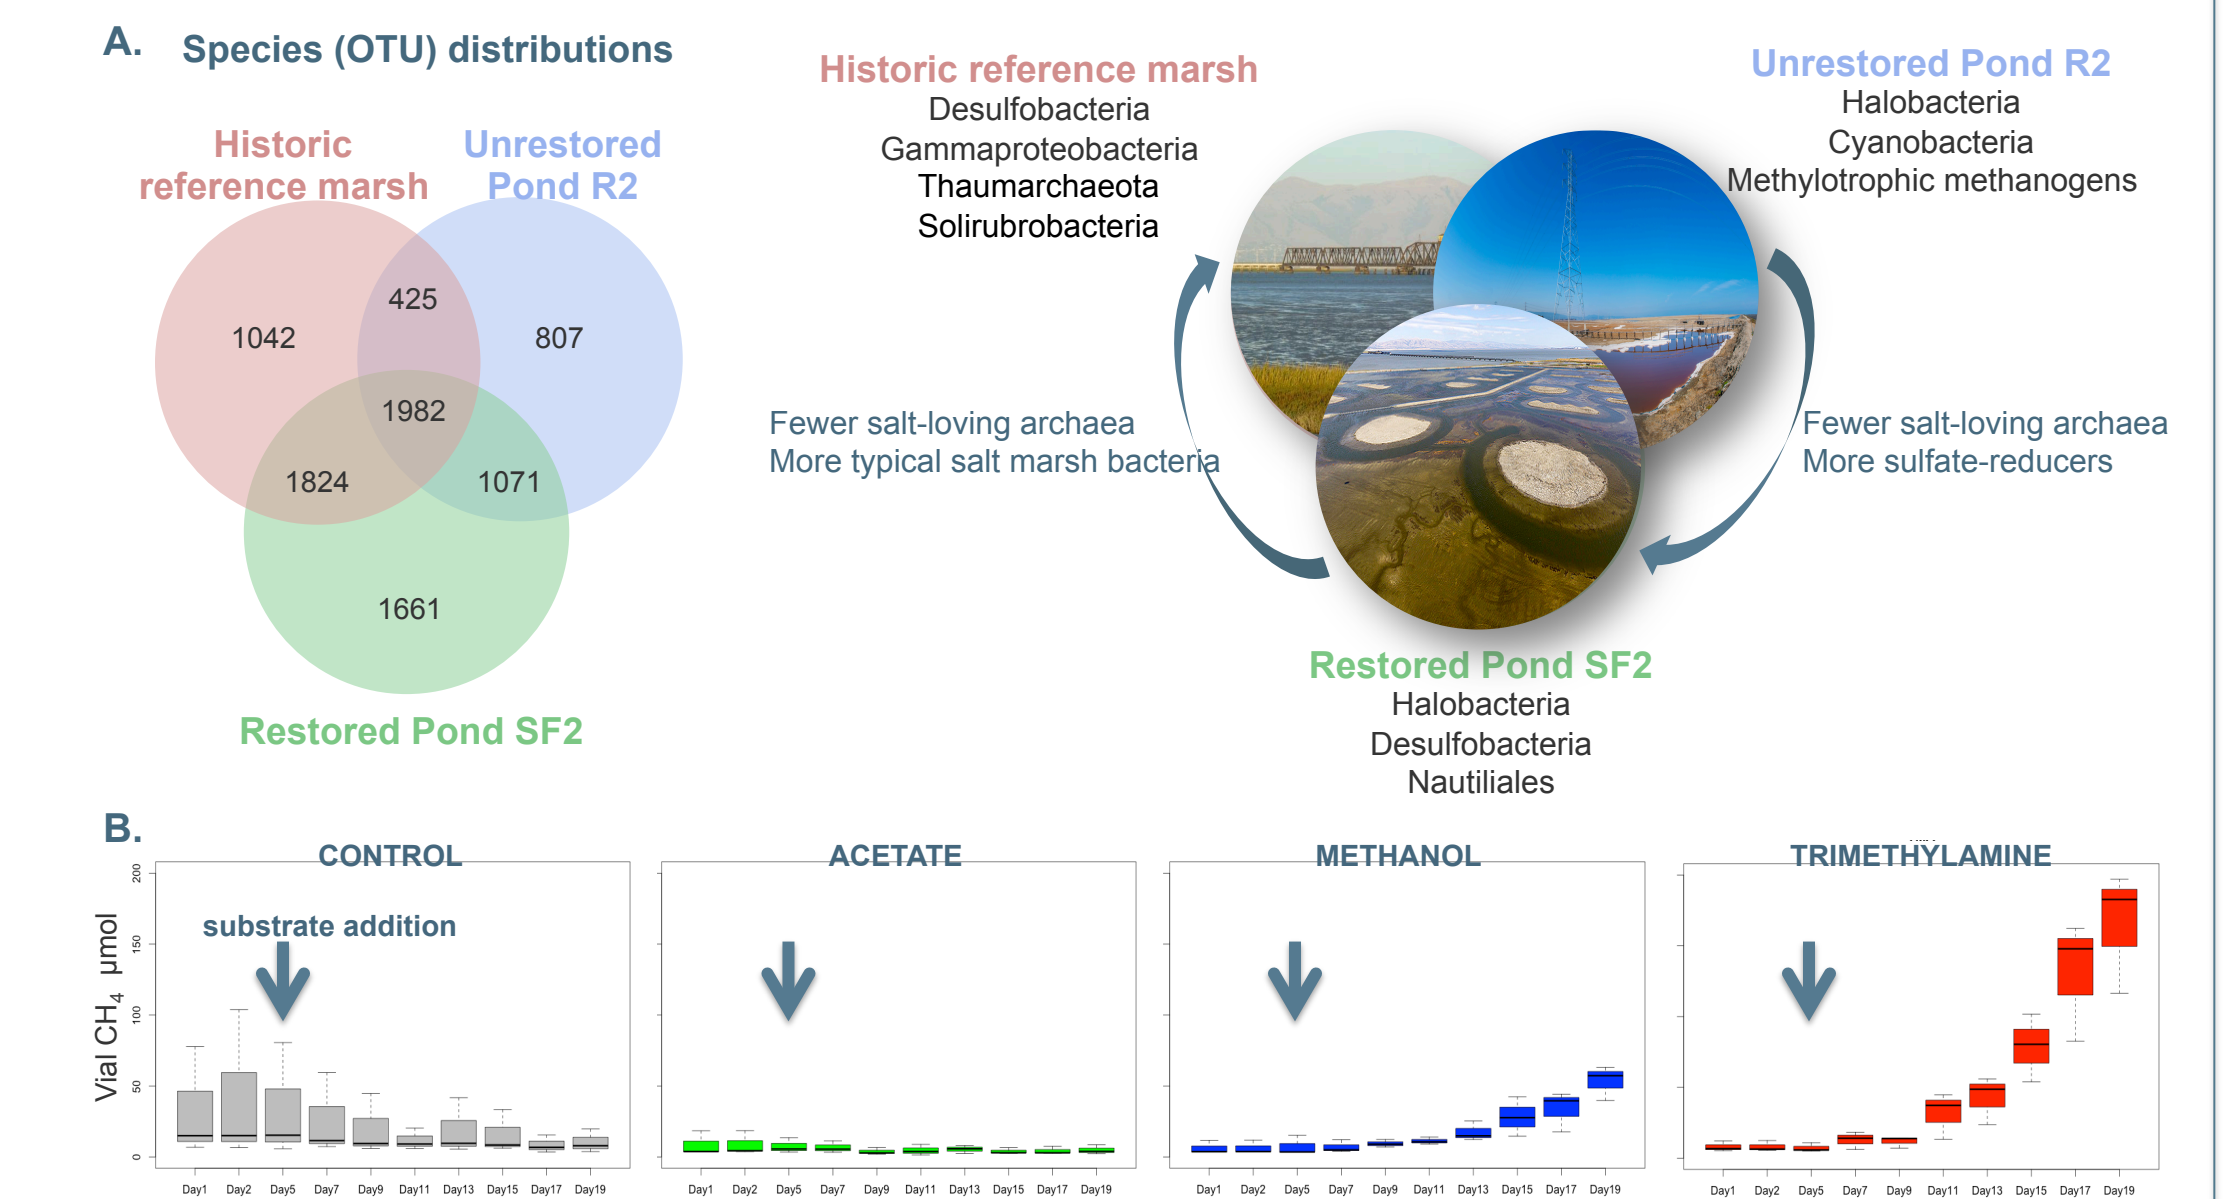 A.
Species (OTU) distributions
Historic
reference marsh
Unrestored
Pond R2
425
1042
807
1982
1824
1071
1661
Restored Pond SF2
Historic reference marsh
Desulfobacteria
Gammaproteobacteria
Thaumarchaeota
Solirubrobacteria
Unrestored Pond R2
Halobacteria
Cyanobacteria
Methylotrophic methanogens
Fewer salt-loving archaea
More typical salt marsh bacteria
Fewer salt-loving archaea
More sulfate-reducers
Restored Pond SF2
Halobacteria
Desulfobacteria
Nautiliales
B.
CONTROL
substrate addition
Vial CH4 µmol
200
150
100
50
0
Day1 Day2 Day5 Day7 Day9 Day11 Day13 Day15 Day17 Day19
ACETATE
Day1 Day2 Day5 Day7 Day9 Day11 Day13 Day15 Day17 Day19
METHANOL
Day1 Day2 Day5 Day7 Day9 Day11 Day13 Day15 Day17 Day19
TRIMETHYLAMINE
Day1 Day2 Day5 Day7 Day9 Day11 Day13 Day15 Day17 Day19